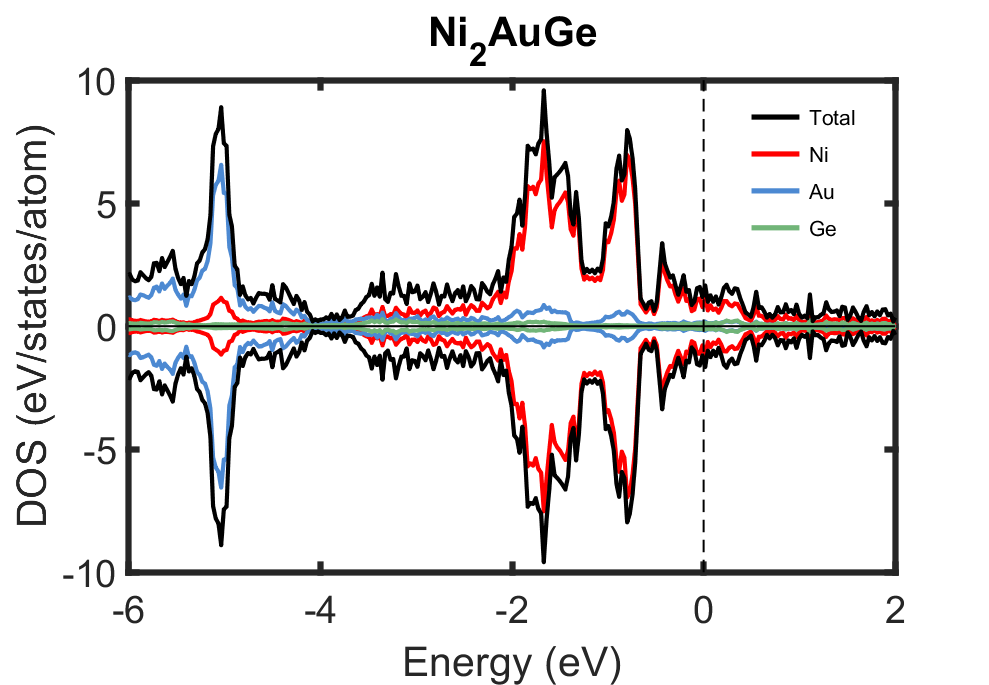 Ni₂AuGe
DOS (eV/states/atom)
10
5
0
-5
-10
Total
Ni
Au
Ge
-6 -4 -2 0 2
Energy (eV)